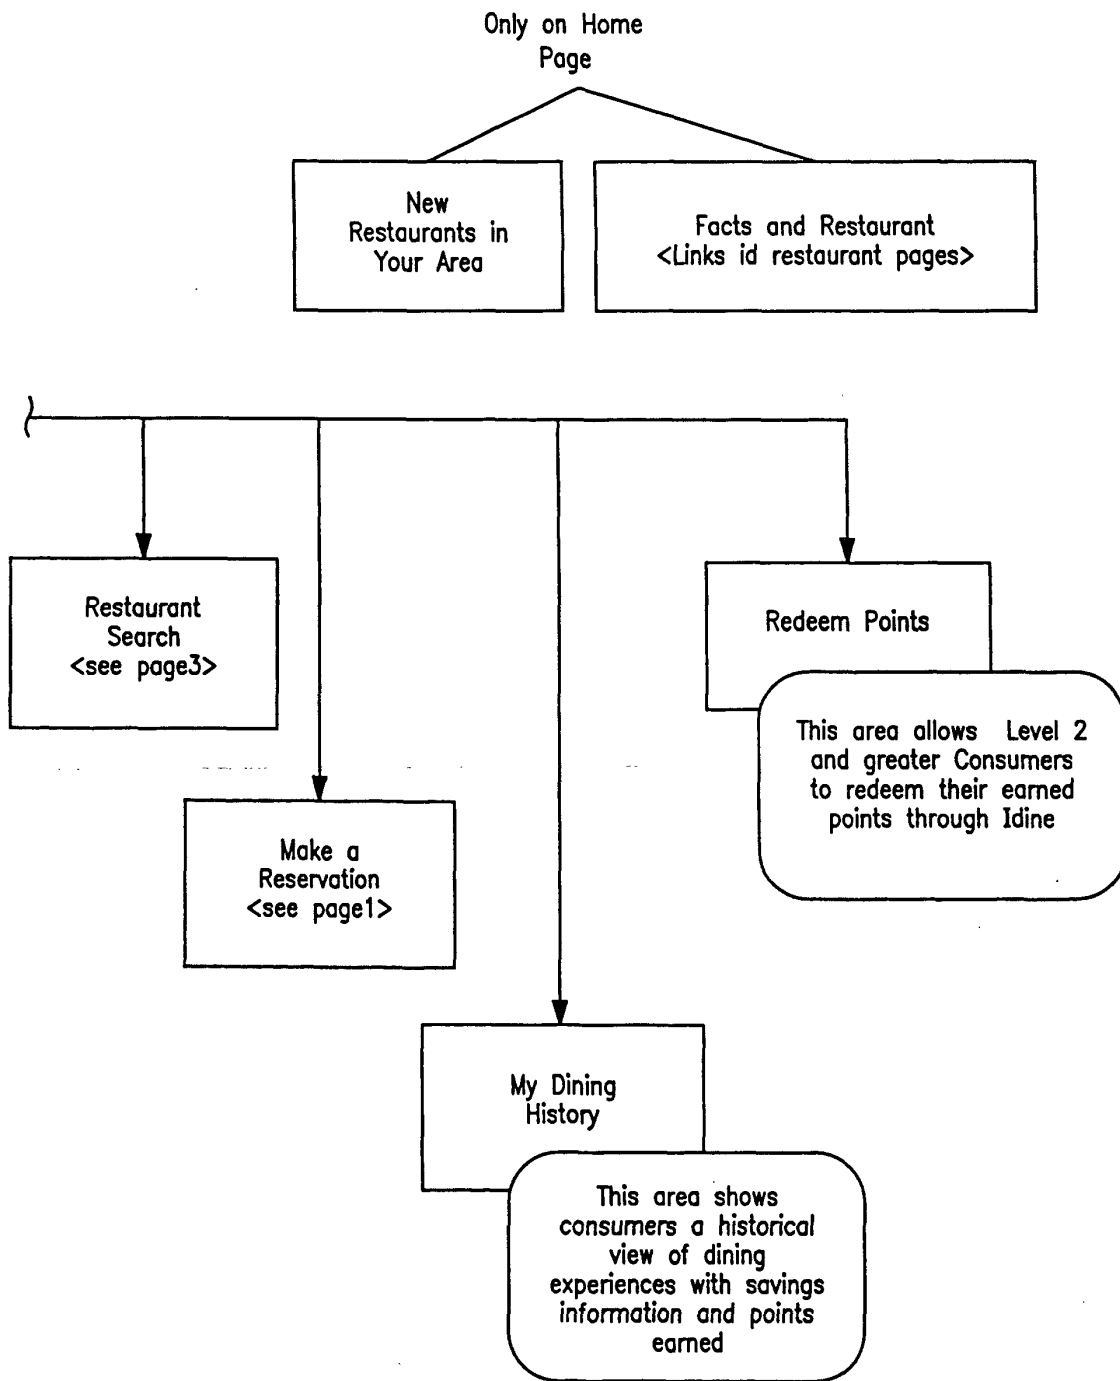 Only on Home
Page
New
Restaurants in
Your Area
Facts and Restaurant
<Links id restaurant pages>
Restaurant
Search
<see page3>
Redeem Points
This area allows Level 2
and greater Consumers
to redeem their earned
points through Idine
Make a
Reservation
<see page1>
My Dining
History
This area shows
consumers a historical
view of dining
experiences with savings
information and points
earned